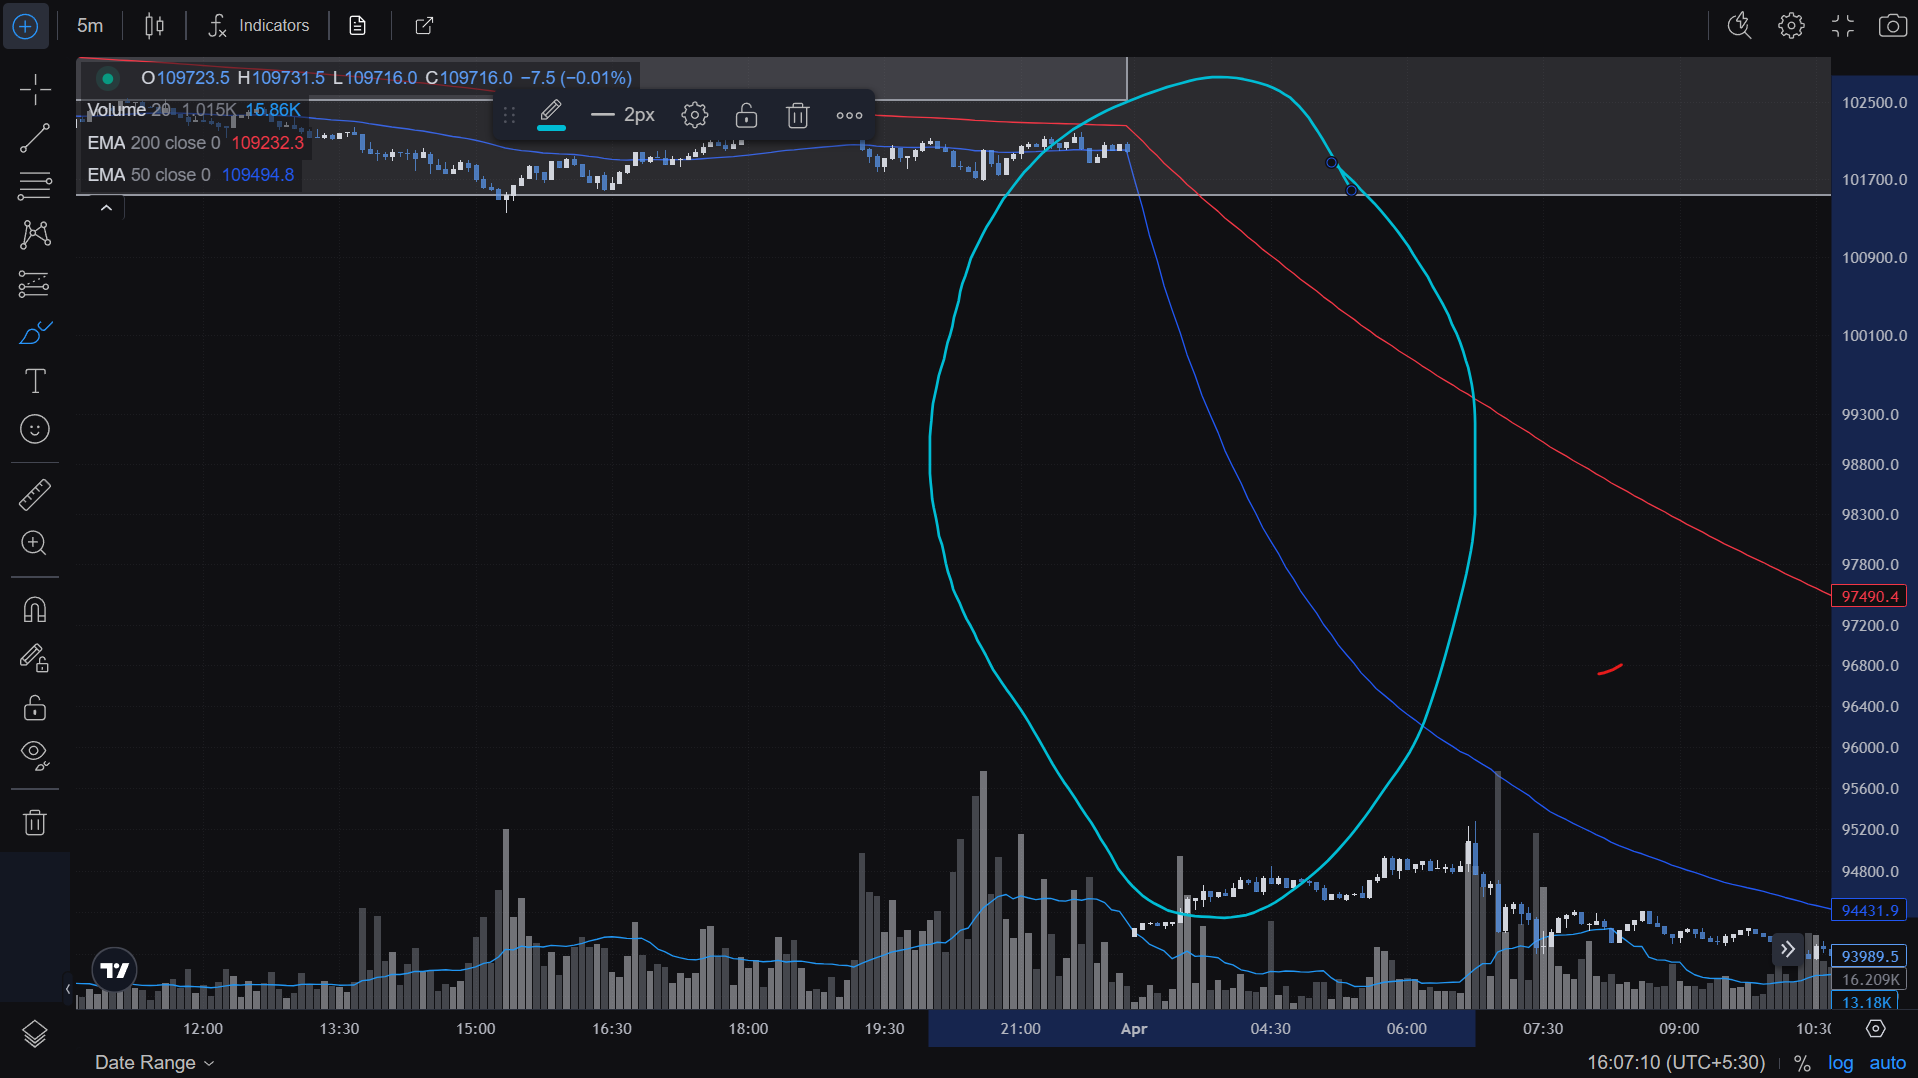 5m Indicators
O109723.5 H109731.5 L109716.0 C109716.0 −7.5 (−0.01%)
Volume 20 1.015K 15.86K
2px
EMA 200 close 0 109232.3
EMA 50 close 0 109494.8
102500.0
101700.0
100900.0
100100.0
99300.0
98800.0
98300.0
97800.0
97490.4
97200.0
96800.0
96400.0
96000.0
95600.0
95200.0
94800.0
94431.9
93989.5
16.209K
13.18K
12:00 13:30 15:00 16:30 18:00 19:30 21:00 Apr 04:30 06:00 07:30 09:00 10:30
Date Range 16:07:10 (UTC+5:30) % log auto